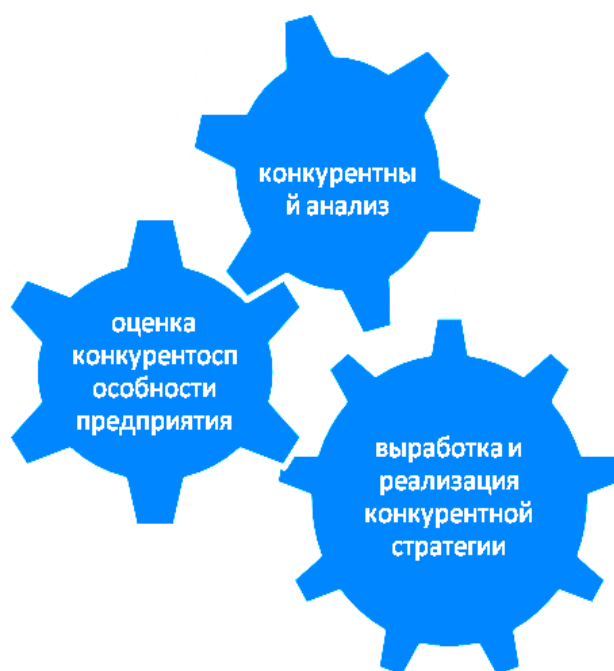 конкурентны
й анализ
оценка
конкурентосп
особности
предприятия
выработка и
реализация
конкурентной
стратегии